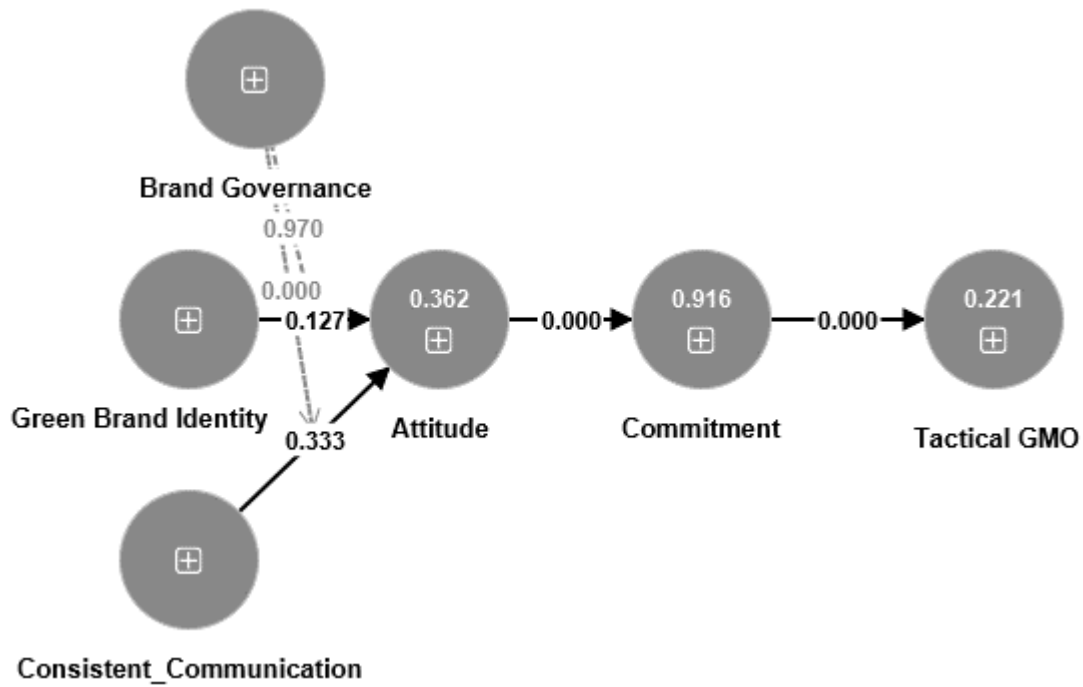 Brand Governance
0.970
0.000
0.127
0.362
0.000
0.916
0.000
0.221
Green Brand Identity
Attitude
Commitment
Tactical GMO
0.333
Consistent_Communication